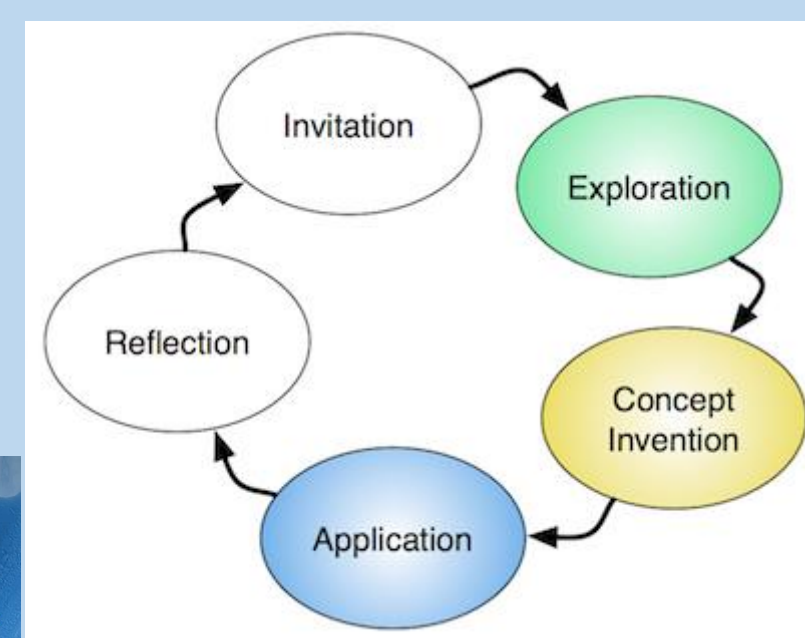 Invitation
Exploration
Concept
Invention
Application
Reflection